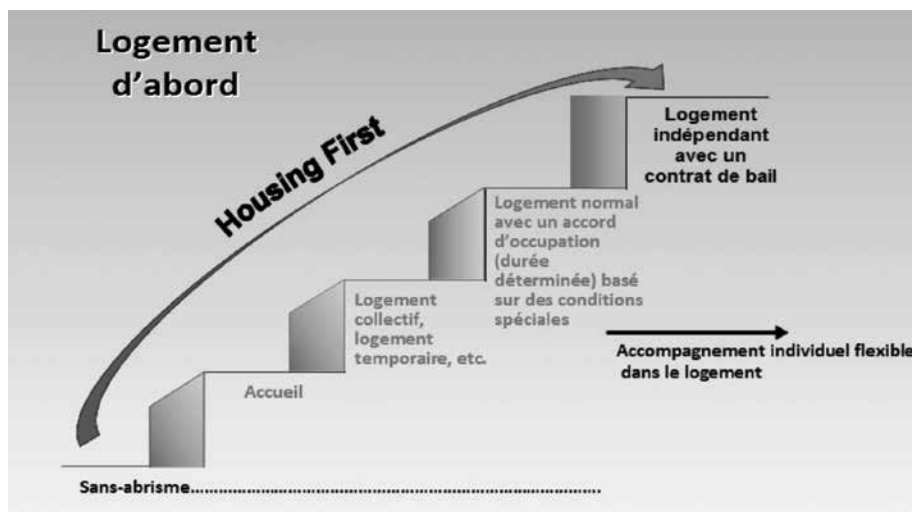 Logement
d'abord
Housing First
Logement
indépendant
avec un
contrat de bail
Logement normal
avec un accord
d'occupation
(durée
déterminée) basé
sur des conditions
spéciales
Logement
collectif,
logement
temporaire, etc.
Accueil
Accompagnement individuel flexible
dans le logement
Sans-abrisme............................................................................